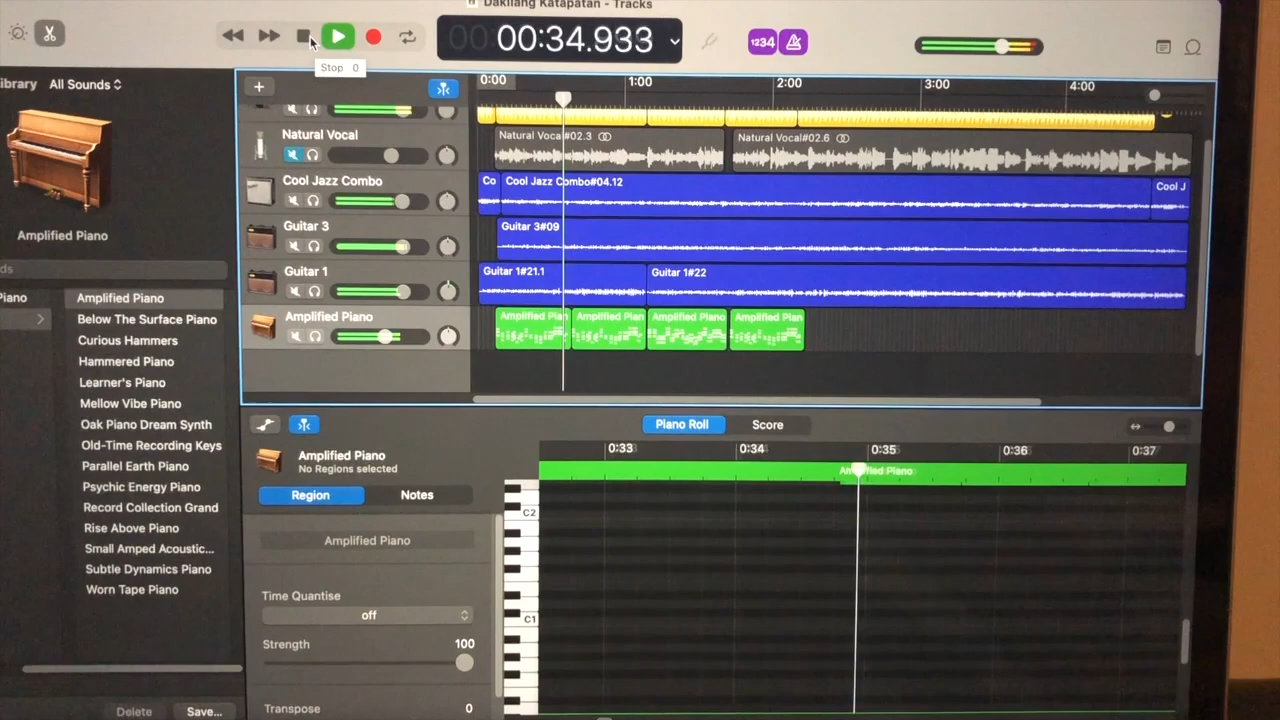 Dakilang Katapatan - Tracks
1234
00:34.933
Stop 0
ibrary All Sounds
0:00 1:00 2:00 3:00 4:00
Natural Vocal
Natural Vocal#02.3
Natural Vocal#02.6
Cool Jazz Combo
Co
Cool Jazz Combo#04.12
Cool J
Guitar 3
Guitar 3#09
Guitar 1
Guitar 1#21.1
Guitar 1#22
Amplified Piano
Amplified Pian
Amplified Pian
Amplified Piano
Amplified Pian
Amplified Piano
ds
Piano
Amplified Piano
Below The Surface Piano
Curious Hammers
Hammered Piano
Learner's Piano
Mellow Vibe Piano
Oak Piano Dream Synth
Old-Time Recording Keys
Parallel Earth Piano
Psychic Energy Piano
Record Collection Grand
Rise Above Piano
Small Amped Acoustic...
Subtle Dynamics Piano
Worn Tape Piano
Delete Save...
Piano Roll Score
Amplified Piano
No Regions selected
0:33 0:34 0:35 0:36 0:37
Amplified Piano
Region Notes
C2
Amplified Piano
Time Quantise
off
C1
Strength 100
Transpose 0